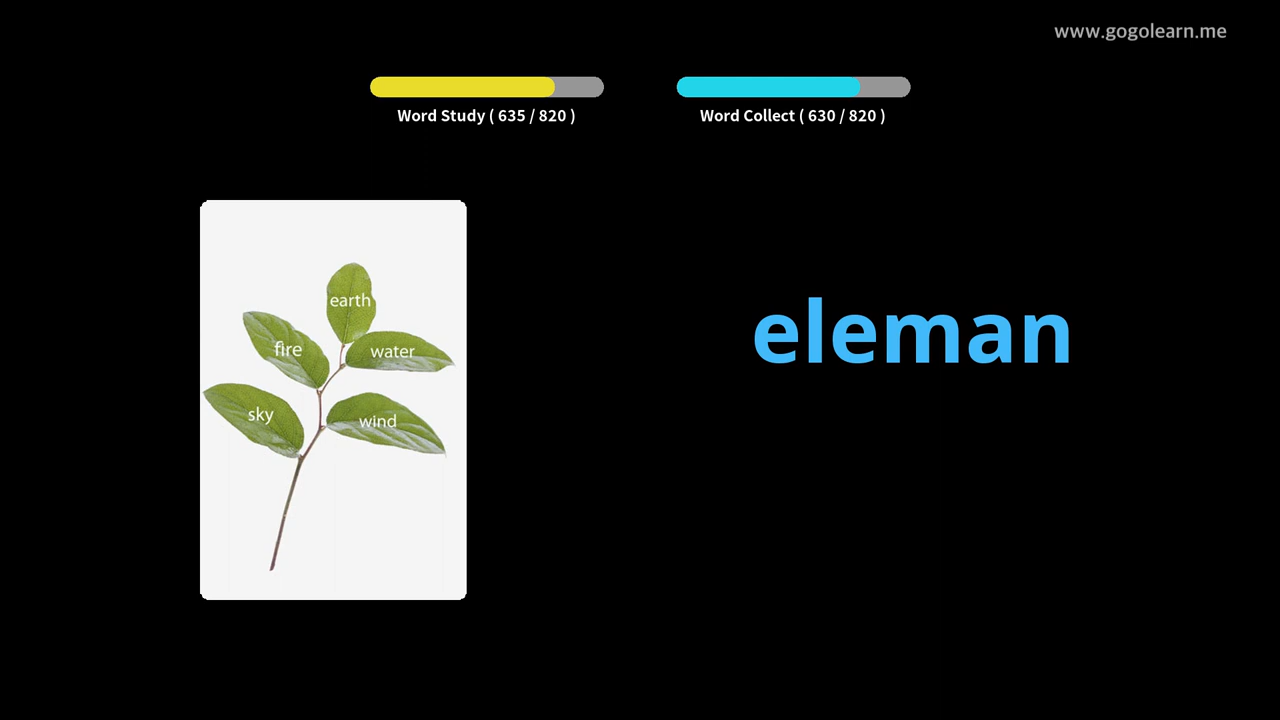 www.gogolearn.me
Word Study ( 635 / 820 )
Word Collect ( 630 / 820 )
earth
fire
water
sky
wind
eleman